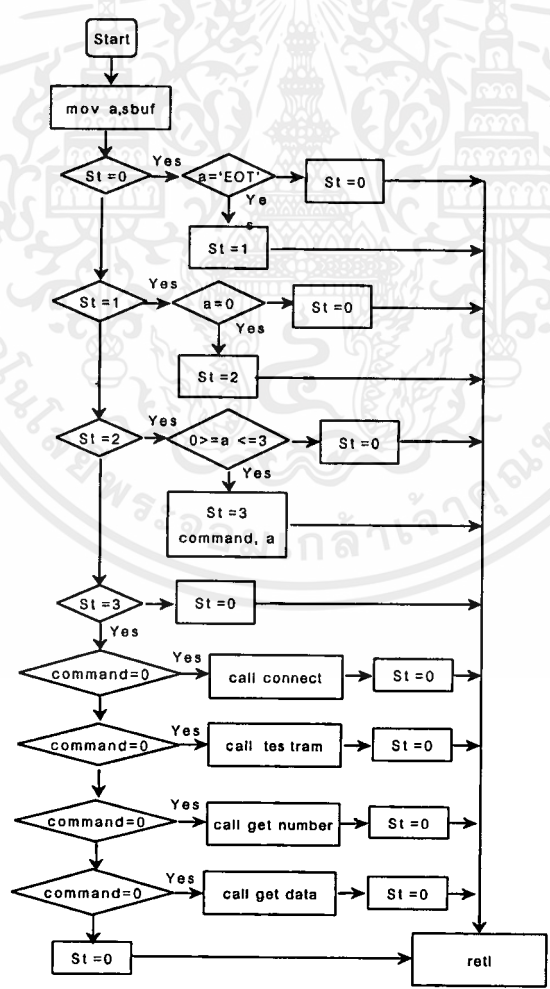 Start
mov a,sbuf
St =0
Yes
a='EOT'
St =0
Ye
s
St =1
St=1
Yes
a=0
St =0
Yes
St =2
St =2
Yes
0>=a <=3
St =0
Yes
St =3
command, a
St =3
St =0
Yes
command=0
Yes
call connect
St =0
command=0
Yes
call tes tram
St =0
command=0
Yes
call get number
St =0
command=0
Yes
call get data
St =0
St =0
retI